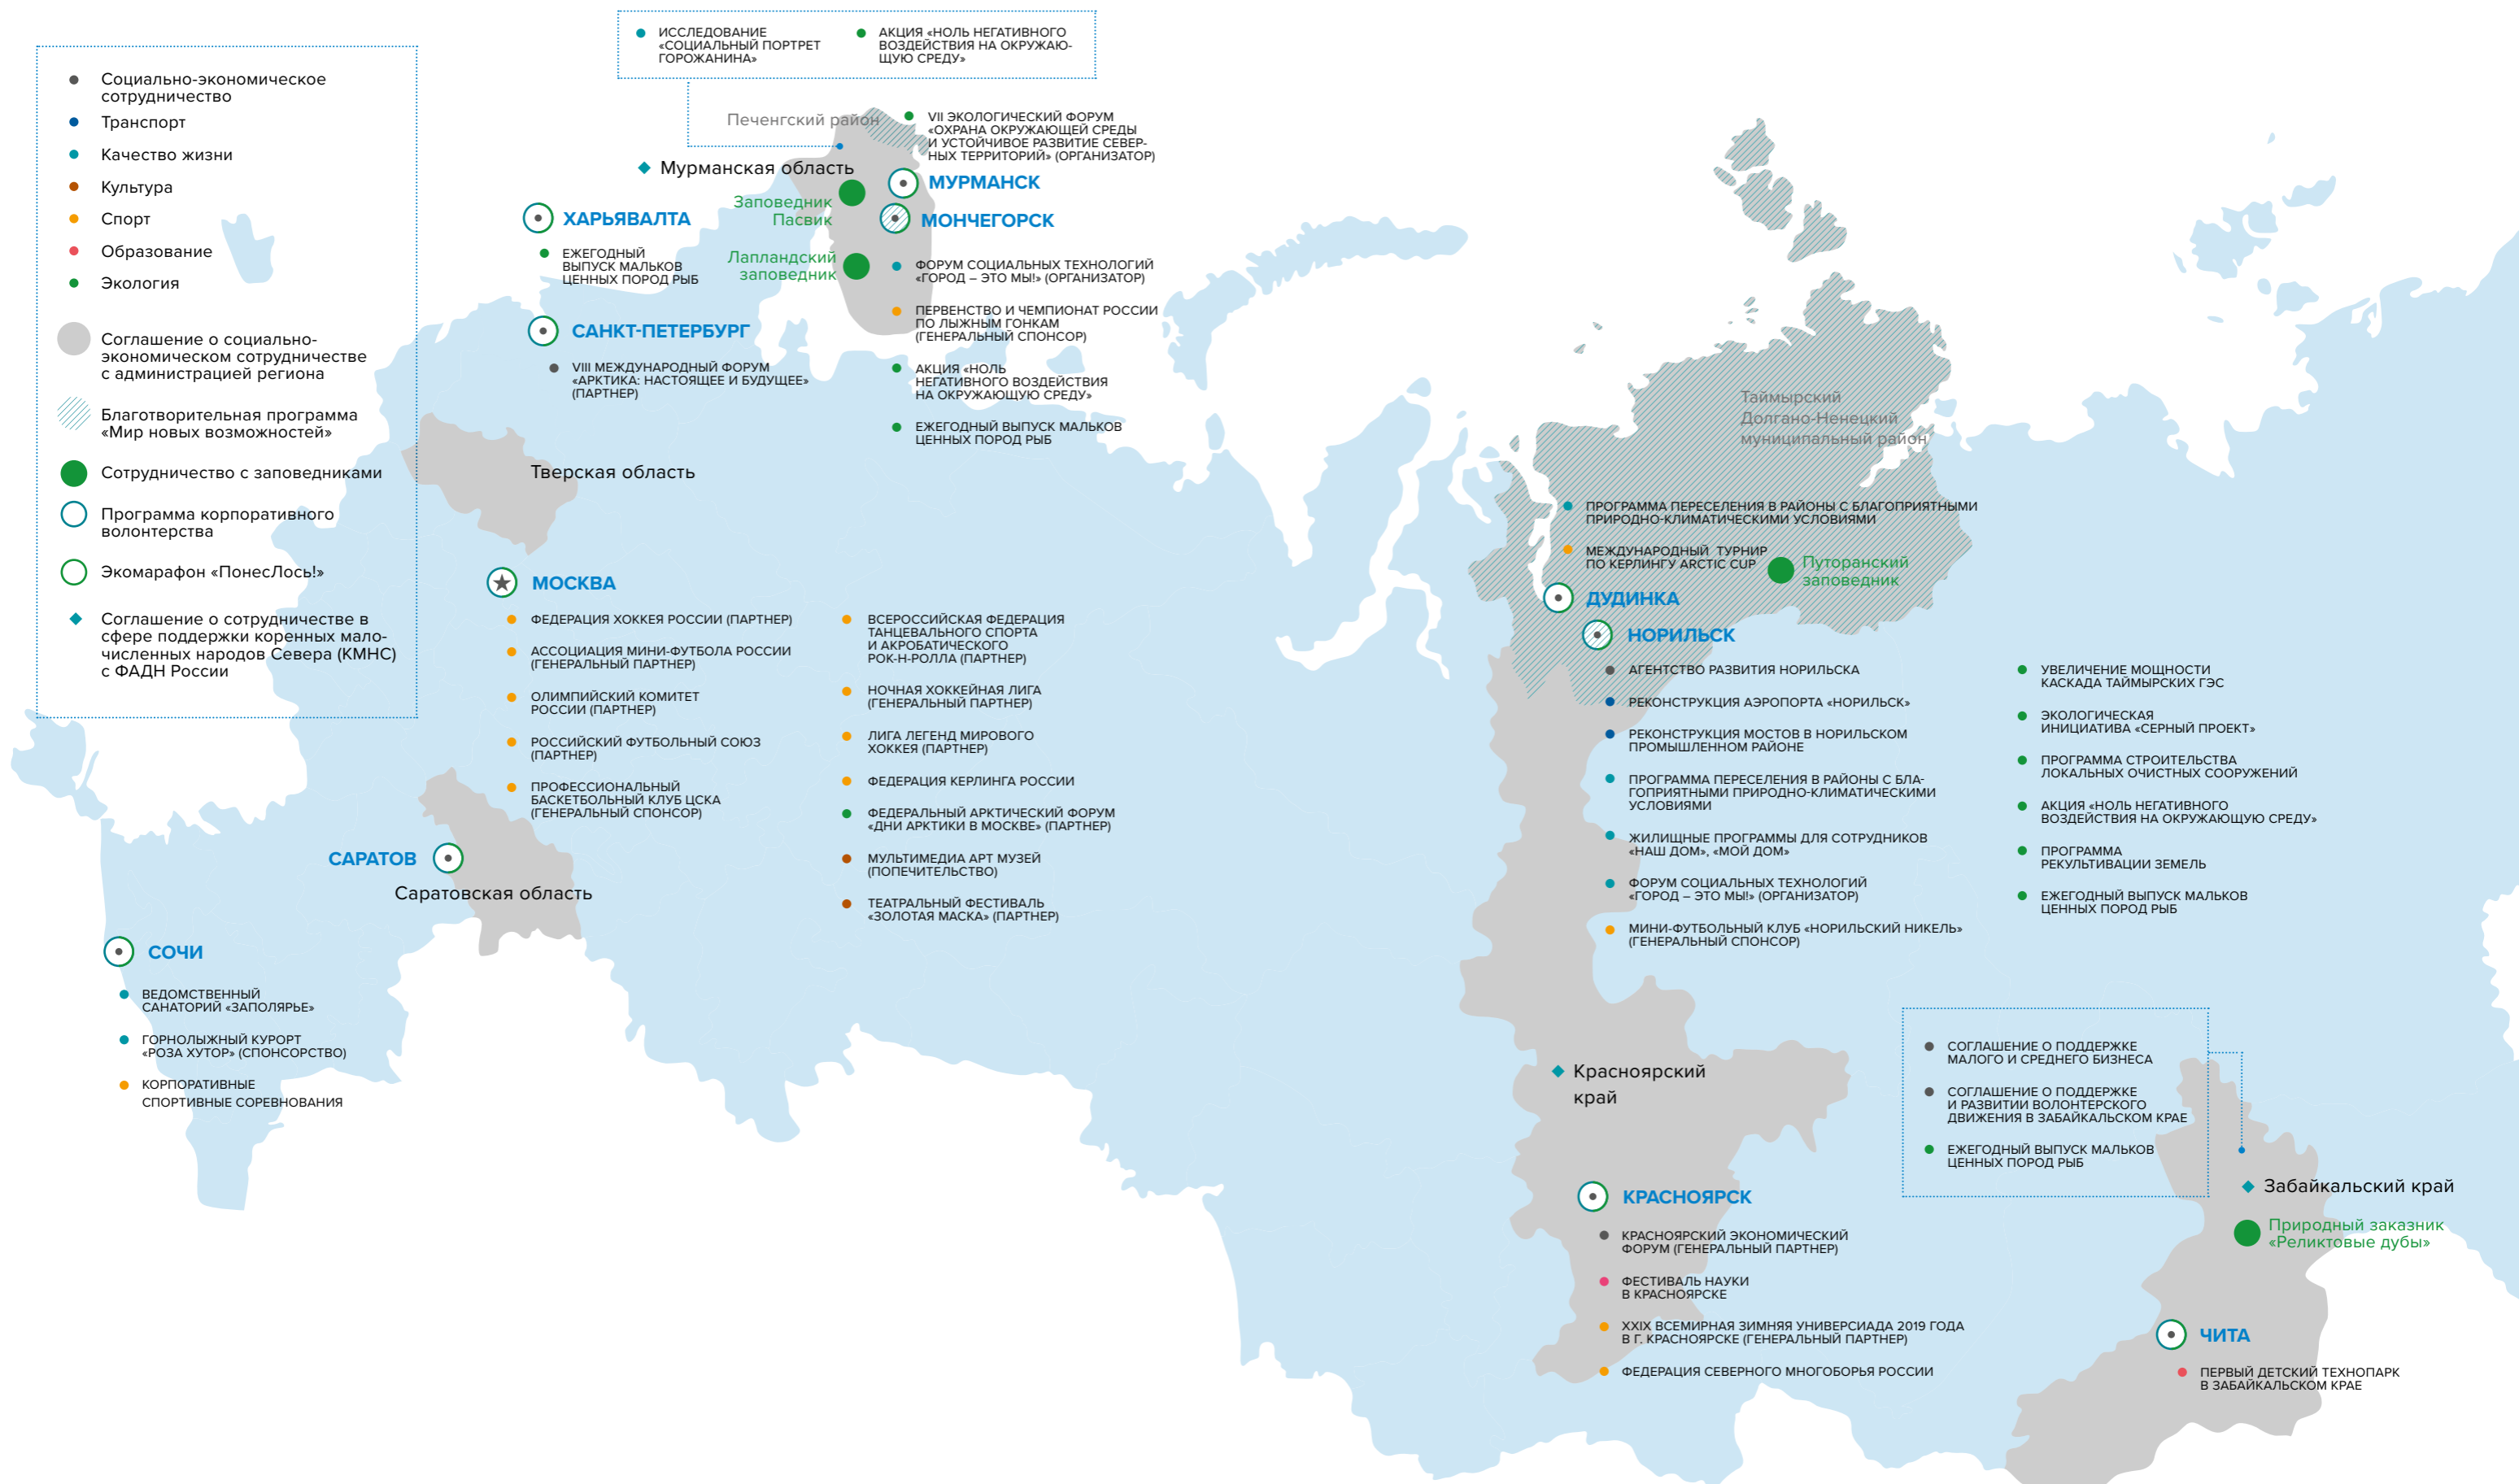 Социально-экономическое
сотрудничество
Транспорт
Качество жизни
Культура
Спорт
Образование
Экология
Соглашение о социально-
экономическом сотрудничестве
с администрацией региона
Благотворительная программа
«Мир новых возможностей»
Сотрудничество с заповедниками
Программа корпоративного
волонтерства
Экомарафон «ПонесЛось!»
Соглашение о сотрудничестве в
сфере поддержки коренных мало-
численных народов Севера (КМНС)
с ФАДН России
ИССЛЕДОВАНИЕ
«СОЦИАЛЬНЫЙ ПОРТРЕТ
ГОРОЖАНИНА»
АКЦИЯ «НОЛЬ НЕГАТИВНОГО
ВОЗДЕЙСТВИЯ НА ОКРУЖАЮ-
ЩУЮ СРЕДУ»
Печенгский район
VII ЭКОЛОГИЧЕСКИЙ ФОРУМ
«ОХРАНА ОКРУЖАЮЩЕЙ СРЕДЫ
И УСТОЙЧИВОЕ РАЗВИТИЕ СЕВЕР-
НЫХ ТЕРРИТОРИЙ» (ОРГАНИЗАТОР)
Мурманская область
МУРМАНСК
Заповедник
Пасвик
МОНЧЕГОРСК
Лапландский
заповедник
ФОРУМ СОЦИАЛЬНЫХ ТЕХНОЛОГИЙ
«ГОРОД – ЭТО МЫ!» (ОРГАНИЗАТОР)
ПЕРВЕНСТВО И ЧЕМПИОНАТ РОССИИ
ПО ЛЫЖНЫМ ГОНКАМ
(ГЕНЕРАЛЬНЫЙ СПОНСОР)
АКЦИЯ «НОЛЬ
НЕГАТИВНОГО ВОЗДЕЙСТВИЯ
НА ОКРУЖАЮЩУЮ СРЕДУ»
ЕЖЕГОДНЫЙ ВЫПУСК МАЛЬКОВ
ЦЕННЫХ ПОРОД РЫБ
ХАРЬЯВАЛТА
ЕЖЕГОДНЫЙ
ВЫПУСК МАЛЬКОВ
ЦЕННЫХ ПОРОД РЫБ
САНКТ-ПЕТЕРБУРГ
VIII МЕЖДУНАРОДНЫЙ ФОРУМ
«АРКТИКА: НАСТОЯЩЕЕ И БУДУЩЕЕ»
(ПАРТНЕР)
Тверская область
МОСКВА
ФЕДЕРАЦИЯ ХОККЕЯ РОССИИ (ПАРТНЕР)
АССОЦИАЦИЯ МИНИ-ФУТБОЛА РОССИИ
(ГЕНЕРАЛЬНЫЙ ПАРТНЕР)
ОЛИМПИЙСКИЙ КОМИТЕТ
РОССИИ (ПАРТНЕР)
РОССИЙСКИЙ ФУТБОЛЬНЫЙ СОЮЗ
(ПАРТНЕР)
ПРОФЕССИОНАЛЬНЫЙ
БАСКЕТБОЛЬНЫЙ КЛУБ ЦСКА
(ГЕНЕРАЛЬНЫЙ СПОНСОР)
ВСЕРОССИЙСКАЯ ФЕДЕРАЦИЯ
ТАНЦЕВАЛЬНОГО СПОРТА
И АКРОБАТИЧЕСКОГО
РОК-Н-РОЛЛА (ПАРТНЕР)
НОЧНАЯ ХОККЕЙНАЯ ЛИГА
(ГЕНЕРАЛЬНЫЙ ПАРТНЕР)
ЛИГА ЛЕГЕНД МИРОВОГО
ХОККЕЯ (ПАРТНЕР)
ФЕДЕРАЦИЯ КЕРЛИНГА РОССИИ
ФЕДЕРАЛЬНЫЙ АРКТИЧЕСКИЙ ФОРУМ
«ДНИ АРКТИКИ В МОСКВЕ» (ПАРТНЕР)
МУЛЬТИМЕДИА АРТ МУЗЕЙ
(ПОПЕЧИТЕЛЬСТВО)
ТЕАТРАЛЬНЫЙ ФЕСТИВАЛЬ
«ЗОЛОТАЯ МАСКА» (ПАРТНЕР)
САРАТОВ
Саратовская область
СОЧИ
ВЕДОМСТВЕННЫЙ
САНАТОРИЙ «ЗАПОЛЯРЬЕ»
ГОРНОЛЫЖНЫЙ КУРОРТ
«РОЗА ХУТОР» (СПОНСОРСТВО)
КОРПОРАТИВНЫЕ
СПОРТИВНЫЕ СОРЕВНОВАНИЯ
Таймырский
Долгано-Ненецкий
муниципальный район
ПРОГРАММА ПЕРЕСЕЛЕНИЯ В РАЙОНЫ С БЛАГОПРИЯТНЫМИ
ПРИРОДНО-КЛИМАТИЧЕСКИМИ УСЛОВИЯМИ
МЕЖДУНАРОДНЫЙ ТУРНИР
ПО КЕРЛИНГУ ARCTIC CUP
Путоранский
заповедник
ДУДИНКА
НОРИЛЬСК
АГЕНТСТВО РАЗВИТИЯ НОРИЛЬСКА
РЕКОНСТРУКЦИЯ АЭРОПОРТА «НОРИЛЬСК»
РЕКОНСТРУКЦИЯ МОСТОВ В НОРИЛЬСКОМ
ПРОМЫШЛЕННОМ РАЙОНЕ
ПРОГРАММА ПЕРЕСЕЛЕНИЯ В РАЙОНЫ С БЛА-
ГОПРИЯТНЫМИ ПРИРОДНО-КЛИМАТИЧЕСКИМИ
УСЛОВИЯМИ
ЖИЛИЩНЫЕ ПРОГРАММЫ ДЛЯ СОТРУДНИКОВ
«НАШ ДОМ», «МОЙ ДОМ»
ФОРУМ СОЦИАЛЬНЫХ ТЕХНОЛОГИЙ
«ГОРОД – ЭТО МЫ!» (ОРГАНИЗАТОР)
МИНИ-ФУТБОЛЬНЫЙ КЛУБ «НОРИЛЬСКИЙ НИКЕЛЬ»
(ГЕНЕРАЛЬНЫЙ СПОНСОР)
УВЕЛИЧЕНИЕ МОЩНОСТИ
КАСКАДА ТАЙМЫРСКИХ ГЭС
ЭКОЛОГИЧЕСКАЯ
ИНИЦИАТИВА «СЕРНЫЙ ПРОЕКТ»
ПРОГРАММА СТРОИТЕЛЬСТВА
ЛОКАЛЬНЫХ ОЧИСТНЫХ СООРУЖЕНИЙ
АКЦИЯ «НОЛЬ НЕГАТИВНОГО
ВОЗДЕЙСТВИЯ НА ОКРУЖАЮЩУЮ СРЕДУ»
ПРОГРАММА
РЕКУЛЬТИВАЦИИ ЗЕМЕЛЬ
ЕЖЕГОДНЫЙ ВЫПУСК МАЛЬКОВ
ЦЕННЫХ ПОРОД РЫБ
Красноярский
край
КРАСНОЯРСК
КРАСНОЯРСКИЙ ЭКОНОМИЧЕСКИЙ
ФОРУМ (ГЕНЕРАЛЬНЫЙ ПАРТНЕР)
ФЕСТИВАЛЬ НАУКИ
В КРАСНОЯРСКЕ
XXIX ВСЕМИРНАЯ ЗИМНЯЯ УНИВЕРСИАДА 2019 ГОДА
В Г. КРАСНОЯРСКЕ (ГЕНЕРАЛЬНЫЙ ПАРТНЕР)
ФЕДЕРАЦИЯ СЕВЕРНОГО МНОГОБОРЬЯ РОССИИ
СОГЛАШЕНИЕ О ПОДДЕРЖКЕ
МАЛОГО И СРЕДНЕГО БИЗНЕСА
СОГЛАШЕНИЕ О ПОДДЕРЖКЕ
И РАЗВИТИИ ВОЛОНТЕРСКОГО
ДВИЖЕНИЯ В ЗАБАЙКАЛЬСКОМ КРАЕ
ЕЖЕГОДНЫЙ ВЫПУСК МАЛЬКОВ
ЦЕННЫХ ПОРОД РЫБ
Забайкальский край
Природный заказник
«Реликтовые дубы»
ЧИТА
ПЕРВЫЙ ДЕТСКИЙ ТЕХНОПАРК
В ЗАБАЙКАЛЬСКОМ КРАЕ